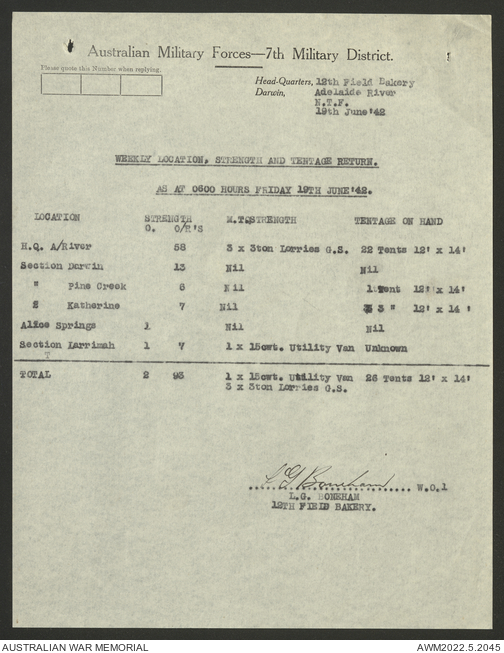 Australian Military Forces—7th Military District.
Please quote this Number when replying.
Head-Quarters, 12th Field Bakery
Darwin, Adelaide River
N.T.F.
19th June '42
WEEKLY LOCATION, STRENGTH AND TENTAGE RETURN.
AS AT 0600 HOURS FRIDAY 19TH JUNE '42.
LOCATION STRENGTH M.T.STRENGTH TENTAGE ON HAND
O. O/R'S
H.Q. A/River 58 3 x 3ton Lorries G.S. 22 Tents 12' x 14'
Section Darwin 13 Nil Nil
" Pine Creek 6 Nil 1 Tent 12' x 14'
" Katherine 7 Nil 3 " 12' x 14'
Alice Springs 1 Nil Nil
Section Larrimah 1 7 1 x 15cwt. Utility Van Unknown
T
TOTAL 2 93 1 x 15cwt. Utility Van 26 Tents 12' x 14'
3 x 3ton Lorries G.S.
L G Boneham W.O.1
L.G. BONEHAM
12TH FIELD BAKERY.
AUSTRALIAN WAR MEMORIAL AWM2022.5.2045